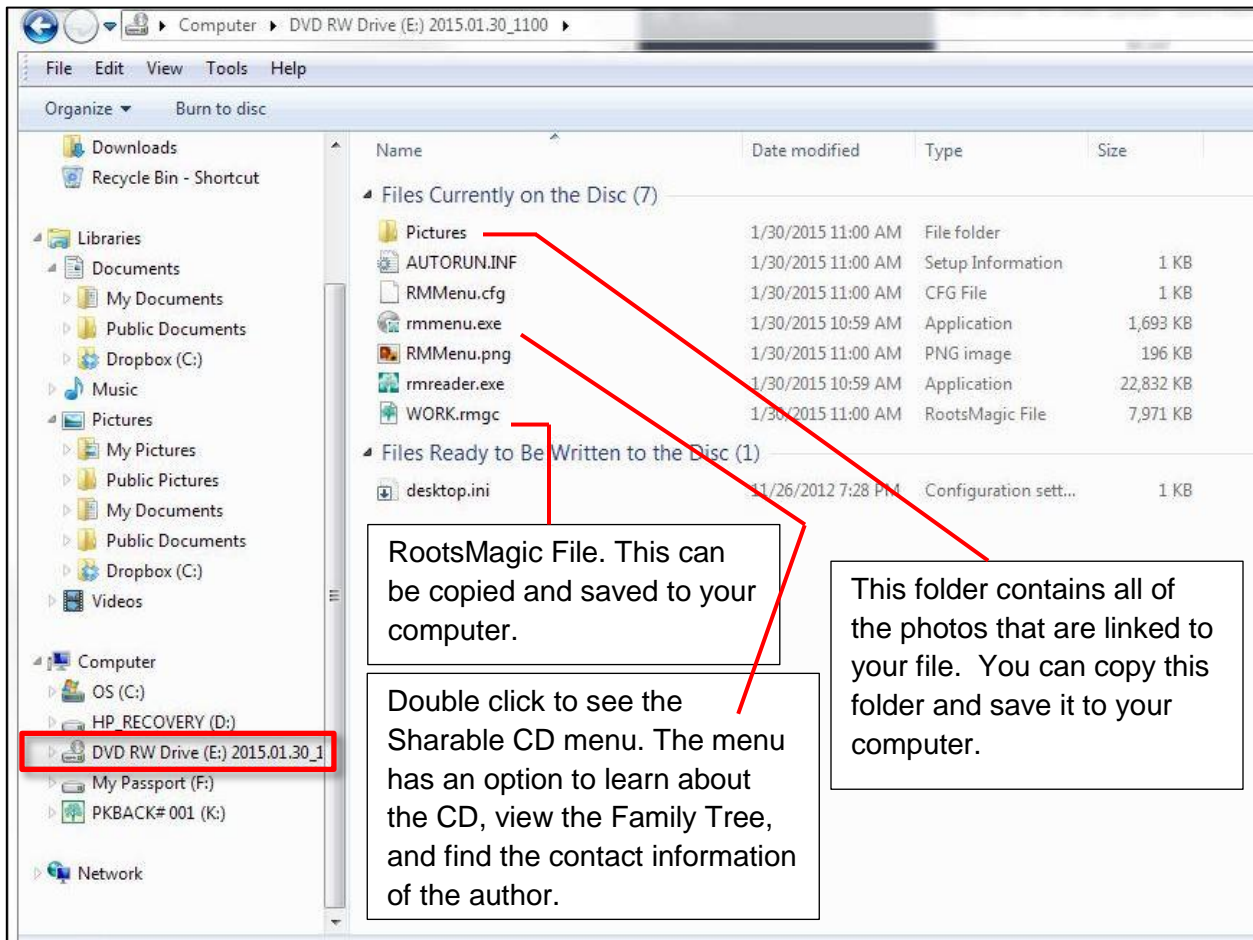 Computer DVD RW Drive (E:) 2015.01.30_1100
File Edit View Tools Help
Organize Burn to disc
Downloads
Recycle Bin - Shortcut
Libraries
Documents
My Documents
Public Documents
Dropbox (C:)
Music
Pictures
My Pictures
Public Pictures
My Documents
Public Documents
Dropbox (C:)
Videos
Computer
OS (C:)
HP_RECOVERY (D:)
DVD RW Drive (E:) 2015.01.30_1
My Passport (F:)
PKBACK# 001 (K:)
Network
Name Date modified Type Size
Files Currently on the Disc (7)
Pictures 1/30/2015 11:00 AM File folder
AUTORUN.INF 1/30/2015 11:00 AM Setup Information 1 KB
RMMenu.cfg 1/30/2015 11:00 AM CFG File 1 KB
rmmenu.exe 1/30/2015 10:59 AM Application 1,693 KB
RMMenu.png 1/30/2015 11:00 AM PNG image 196 KB
rmreader.exe 1/30/2015 10:59 AM Application 22,832 KB
WORK.rmgc 1/30/2015 11:00 AM RootsMagic File 7,971 KB
Files Ready to Be Written to the Disc (1)
desktop.ini 11/26/2012 7:28 PM Configuration sett... 1 KB
RootsMagic File. This can
be copied and saved to your
computer.
Double click to see the
Sharable CD menu. The menu
has an option to learn about
the CD, view the Family Tree,
and find the contact information
of the author.
This folder contains all of
the photos that are linked to
your file. You can copy this
folder and save it to your
computer.